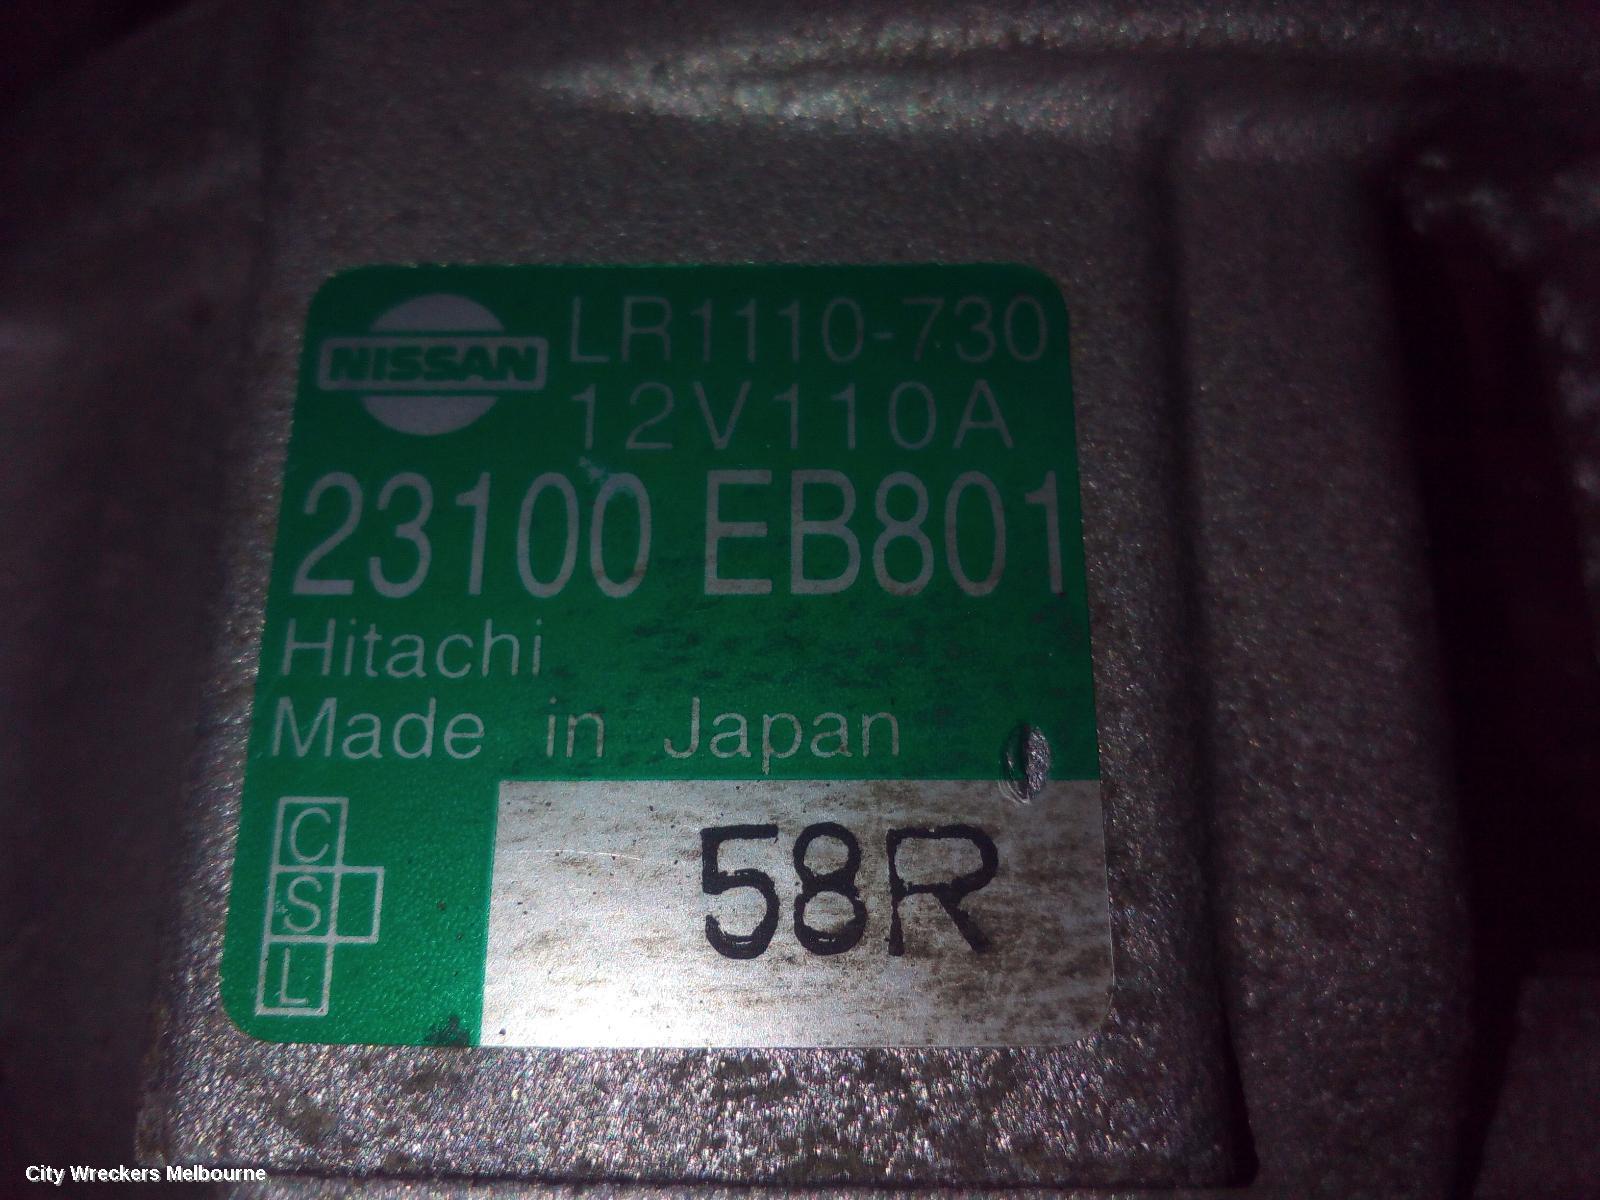 NISSAN
LR1110-730
12V110A
23100 EB801
Hitachi
Made in Japan
C
S
L
58R
City Wreckers Melbourne